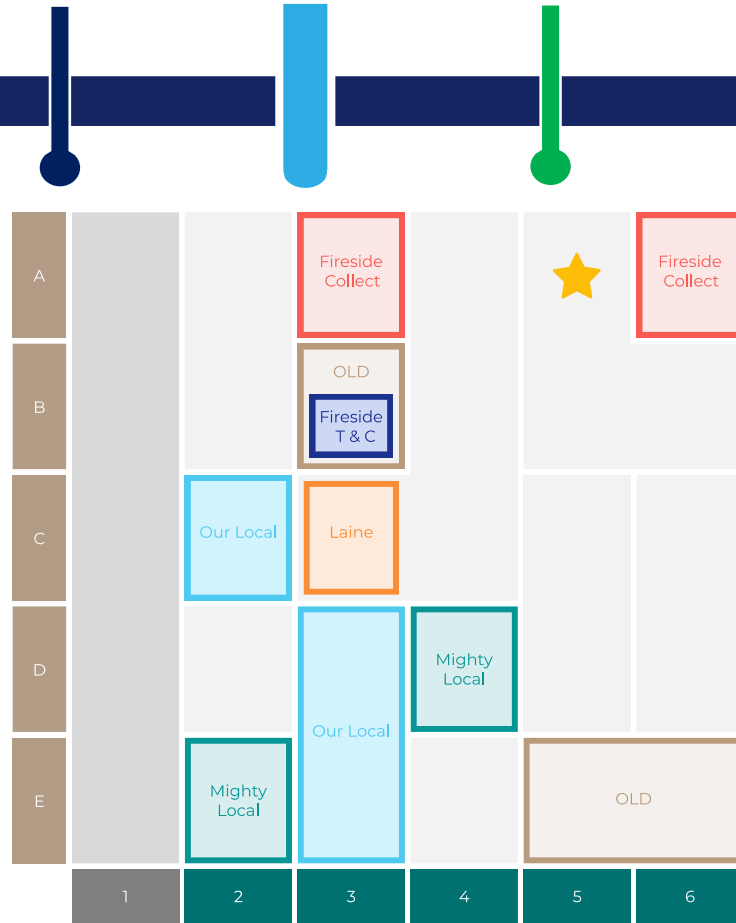 A
Fireside
Collect
Fireside
Collect
B
OLD
Fireside
T & C
C
Our Local
Laine
D
Mighty
Local
Our Local
E
Mighty
Local
OLD
1
2
3
4
5
6